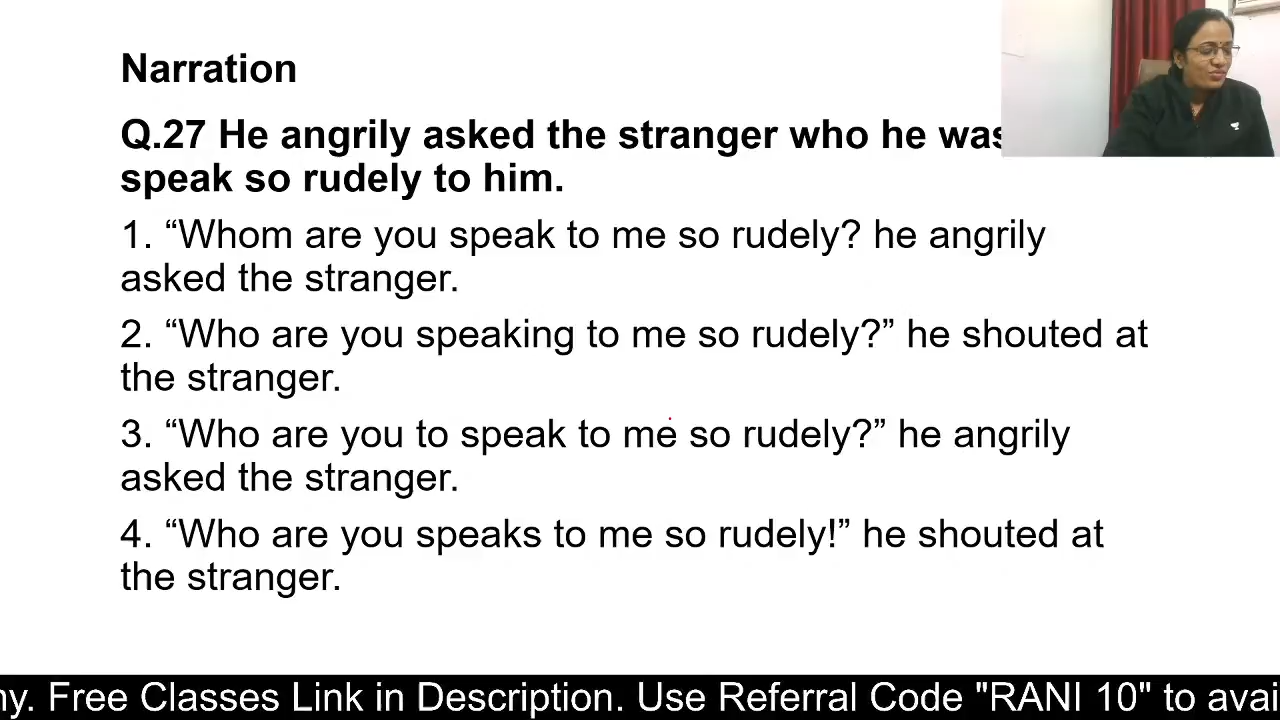 Narration
Q.27 He angrily asked the stranger who he was
speak so rudely to him.
1. “Whom are you speak to me so rudely? he angrily
asked the stranger.
2. “Who are you speaking to me so rudely?” he shouted at
the stranger.
3. “Who are you to speak to me so rudely?” he angrily
asked the stranger.
4. “Who are you speaks to me so rudely!” he shouted at
the stranger.
Free Classes Link in Description. Use Referral Code "RANI 10" to